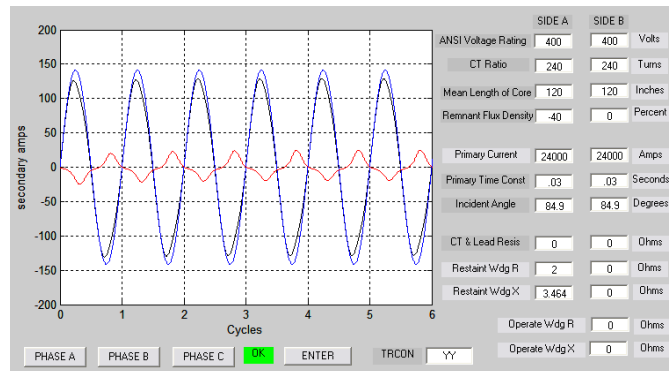 SIDE A SIDE B
ANSI Voltage Rating 400 400 Volts
CT Ratio 240 240 Turns
Mean Length of Core 120 120 Inches
Remnant Flux Density -40 0 Percent
Primary Current 24000 24000 Amps
Primary Time Const .03 .03 Seconds
Incident Angle 84.9 84.9 Degrees
CT & Lead Resis 0 0 Ohms
Restaint Wdg R 2 0 Ohms
Restaint Wdg X 3.464 0 Ohms
Operate Wdg R 0 Ohms
Operate Wdg X 0 Ohms
secondary amps
200
150
100
50
0
-50
-100
-150
-200
0 1 2 3 4 5 6
Cycles
PHASE A PHASE B PHASE C OK ENTER TRCON YY